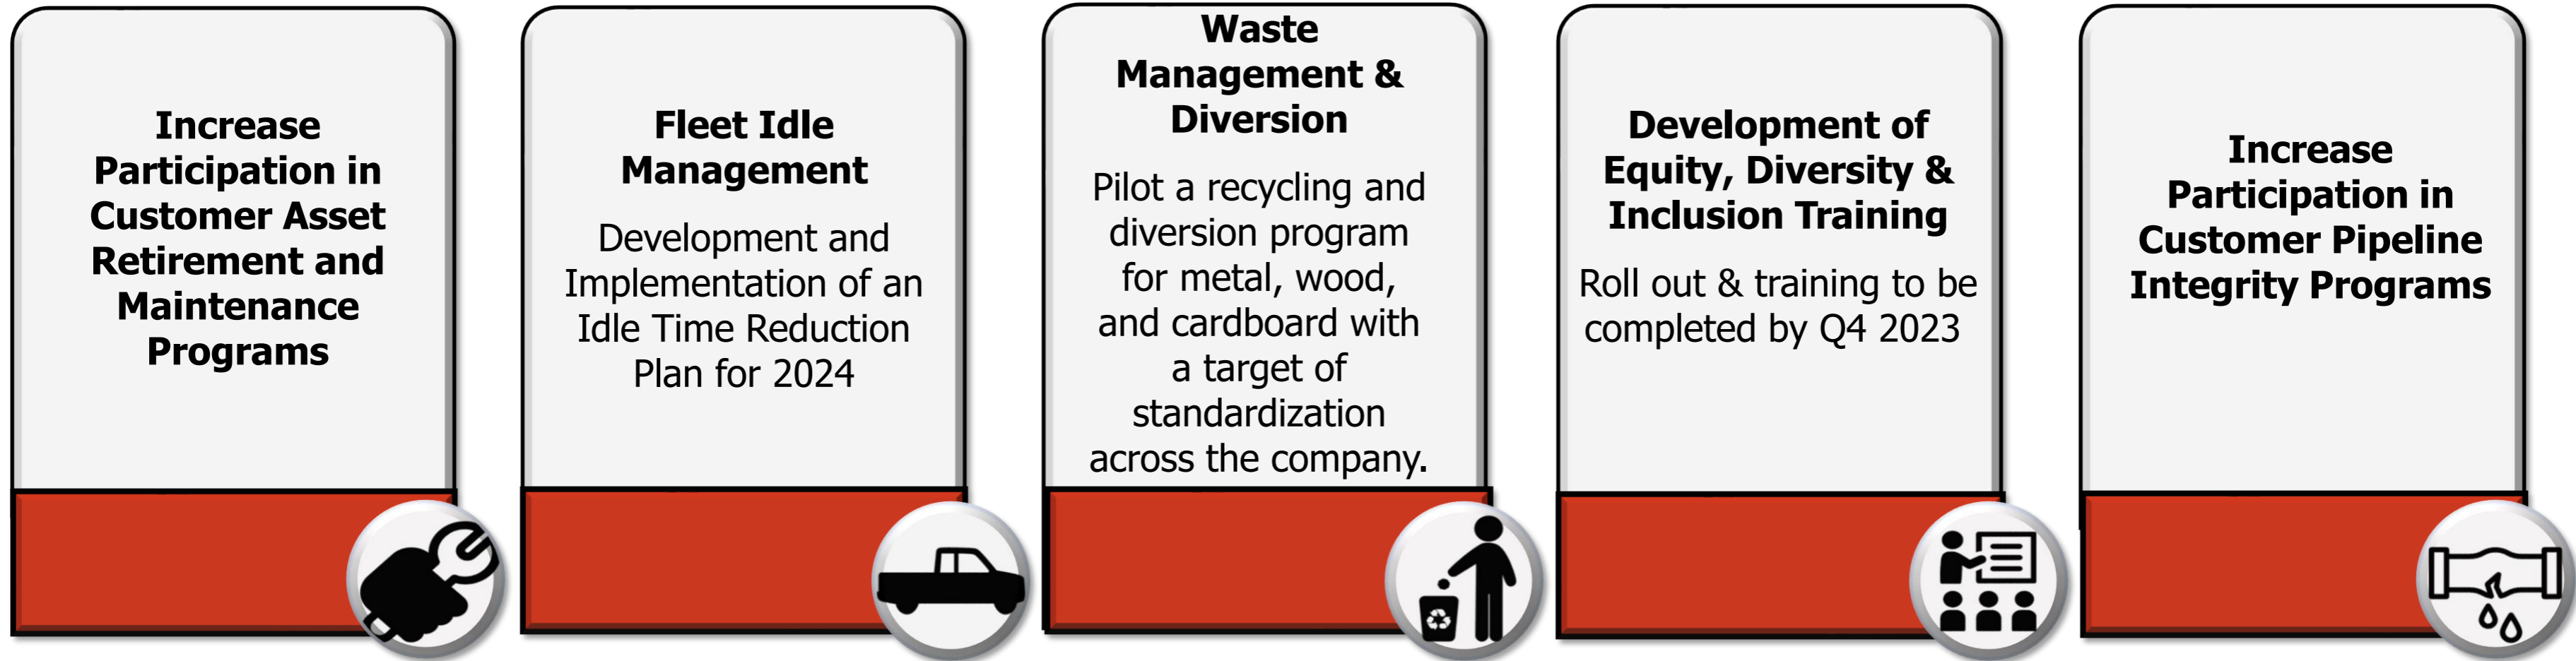 Increase
Participation in
Customer Asset
Retirement and
Maintenance
Programs
Fleet Idle
Management
Development and
Implementation of an
Idle Time Reduction
Plan for 2024
Waste
Management &
Diversion
Pilot a recycling and
diversion program
for metal, wood,
and cardboard with
a target of
standardization
across the company.
Development of
Equity, Diversity &
Inclusion Training
Roll out & training to be
completed by Q4 2023
Increase
Participation in
Customer Pipeline
Integrity Programs